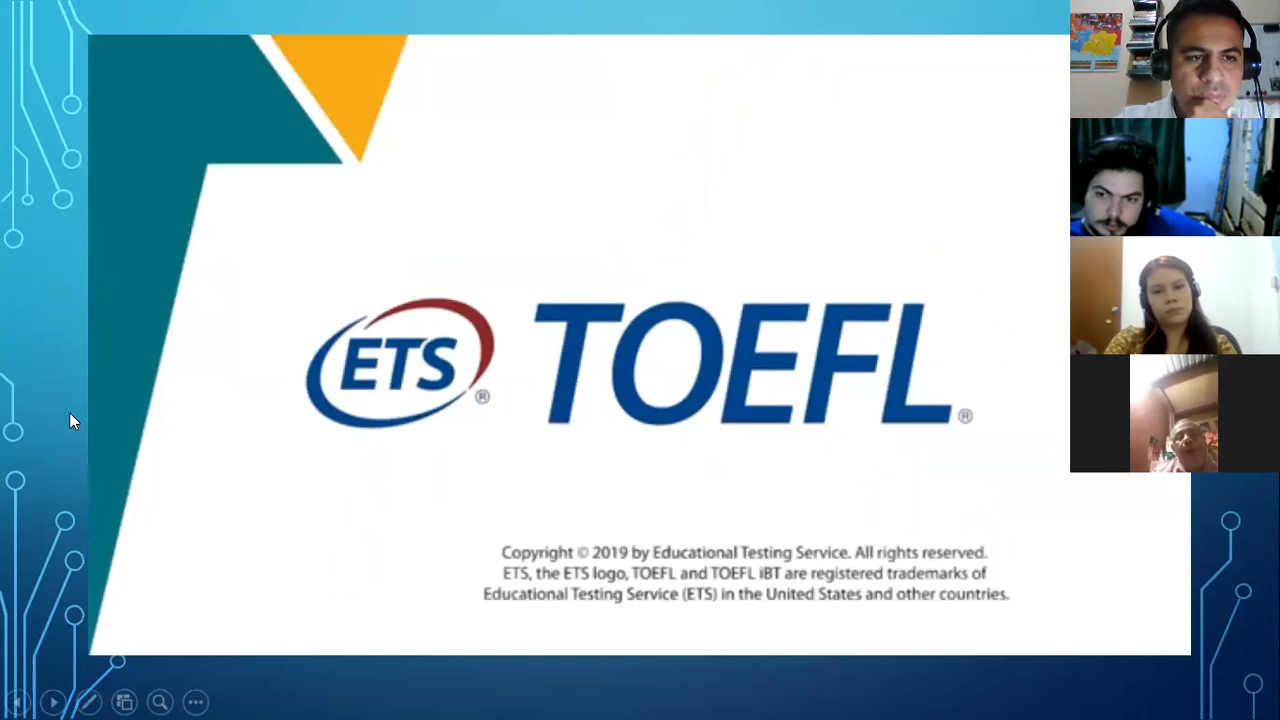 ETS®
TOEFL®
Copyright © 2019 by Educational Testing Service. All rights reserved.
ETS, the ETS logo, TOEFL and TOEFL iBT are registered trademarks of
Educational Testing Service (ETS) in the United States and other countries.